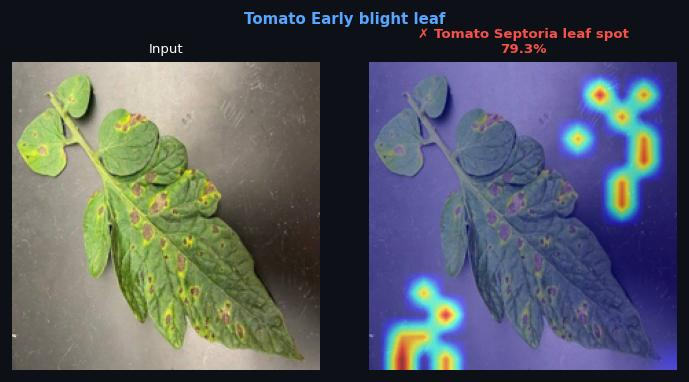 Tomato Early blight leaf
Input
✗ Tomato Septoria leaf spot
79.3%